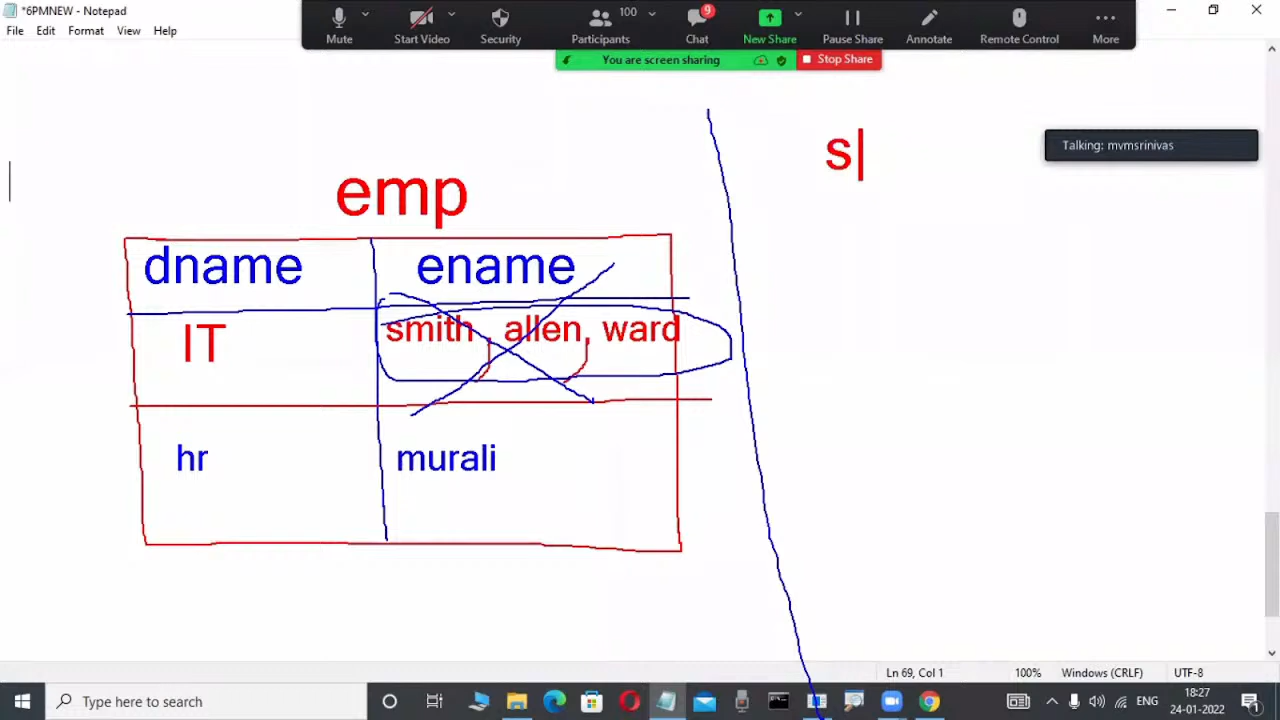 *6PMNEW - Notepad
File Edit Format View Help
Mute Start Video Security Participants 100 Chat 9 New Share Pause Share Annotate Remote Control More
You are screen sharing Stop Share
Talking: mvmsrinivas
s
emp
dname ename
IT smith , allen, ward
hr murali
Ln 69, Col 1 100% Windows (CRLF) UTF-8
Type here to search
ENG
18:27
24-01-2022
1